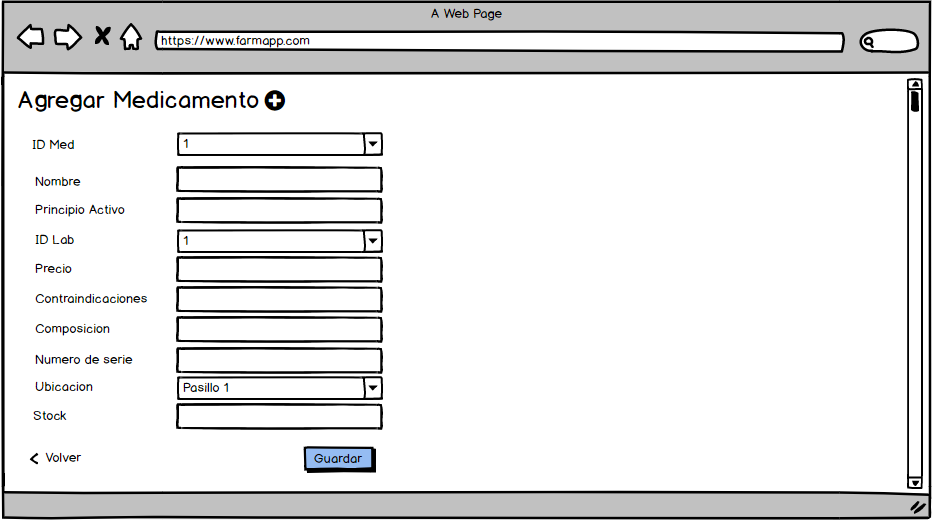 A Web Page
https://www.farmapp.com
Agregar Medicamento
ID Med 1
Nombre
Principio Activo
ID Lab 1
Precio
Contraindicaciones
Composicion
Numero de serie
Ubicacion Pasillo 1
Stock
Volver Guardar